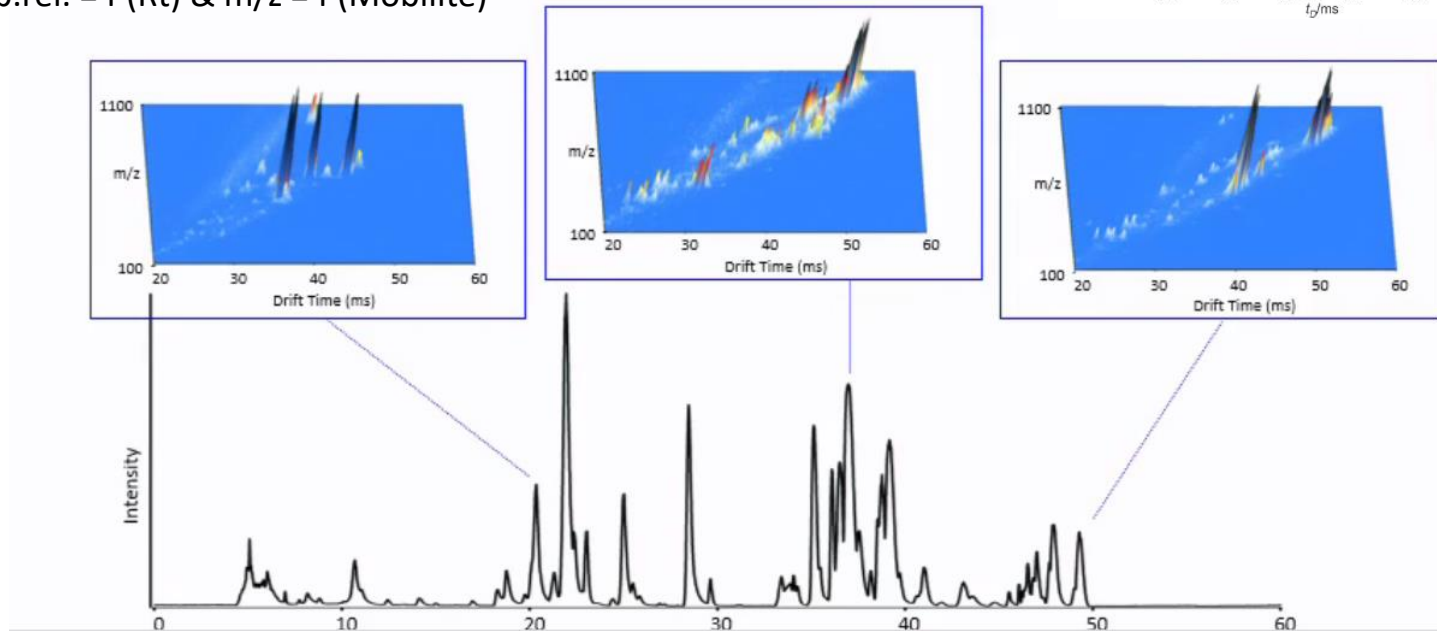 & m/z = f (Mobilité)
t_D/ms
1100
m/z
100
20 30 40 50 60
Drift Time (ms)
1100
m/z
100
20 30 40 50 60
Drift Time (ms)
1100
m/z
100
20 30 40 50 60
Drift Time (ms)
Intensity
0 10 20 30 40 50 60